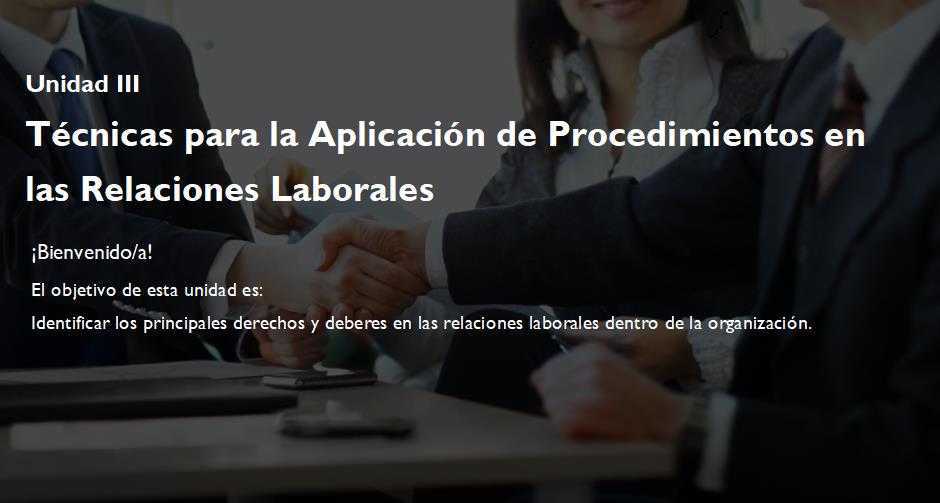 Unidad III
Técnicas para la Aplicación de Procedimientos en
las Relaciones Laborales
¡Bienvenido/a!
El objetivo de esta unidad es:
Identificar los principales derechos y deberes en las relaciones laborales dentro de la organización.